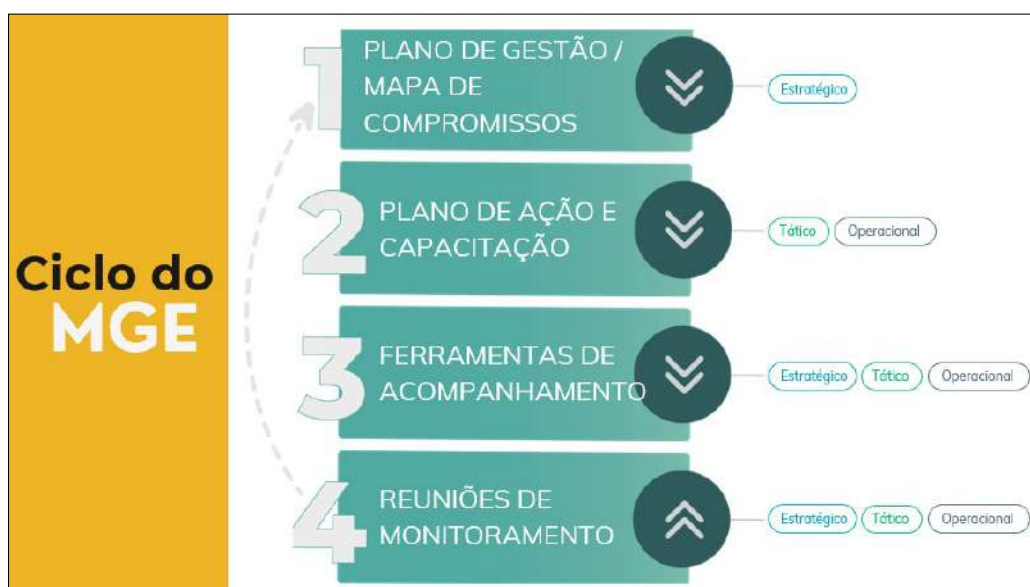 Ciclo do
MGE
1
PLANO DE GESTÃO /
MAPA DE
COMPROMISSOS
Estratégico
2
PLANO DE AÇÃO E
CAPACITAÇÃO
Tático
Operacional
3
FERRAMENTAS DE
ACOMPANHAMENTO
Estratégico
Tático
Operacional
4
REUNIÕES DE
MONITORAMENTO
Estratégico
Tático
Operacional